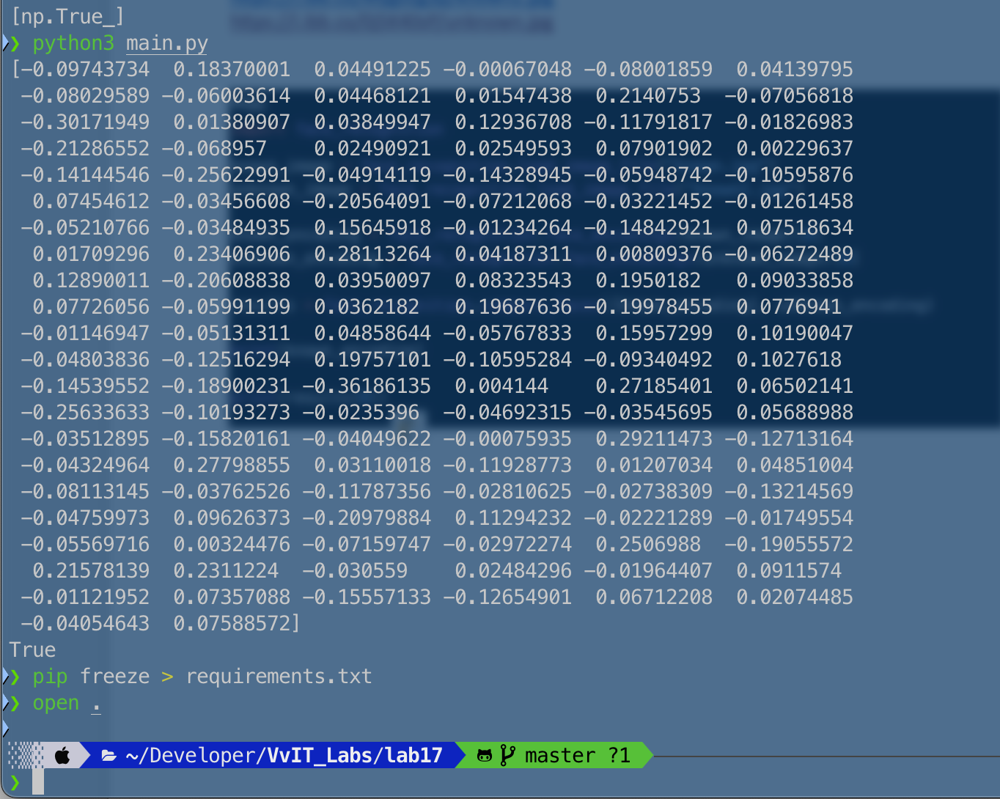 [np.True_]
❯ python3 main.py
[-0.09743734  0.18370001  0.04491225 -0.00067048 -0.08001859  0.04139795
 -0.08029589 -0.06003614  0.04468121  0.01547438  0.2140753  -0.07056818
 -0.30171949  0.01380907  0.03849947  0.12936708 -0.11791817 -0.01826983
 -0.21286552 -0.068957    0.02490921  0.02549593  0.07901902  0.00229637
 -0.14144546 -0.25622991 -0.04914119 -0.14328945 -0.05948742 -0.10595876
  0.07454612 -0.03456608 -0.20564091 -0.07212068 -0.03221452 -0.01261458
 -0.05210766 -0.03484935  0.15645918 -0.01234264 -0.14842921  0.07518634
  0.01709296  0.23406906  0.28113264  0.04187311  0.00809376 -0.06272489
  0.12890011 -0.20608838  0.03950097  0.08323543  0.1950182   0.09033858
  0.07726056 -0.05991199  0.0362182   0.19687636 -0.19978455  0.0776941
 -0.01146947 -0.05131311  0.04858644 -0.05767833  0.15957299  0.10190047
 -0.04803836 -0.12516294  0.19757101 -0.10595284 -0.09340492  0.1027618
 -0.14539552 -0.18900231 -0.36186135  0.004144    0.27185401  0.06502141
 -0.25633633 -0.10193273 -0.0235396  -0.04692315 -0.03545695  0.05688988
 -0.03512895 -0.15820161 -0.04049622 -0.00075935  0.29211473 -0.12713164
 -0.04324964  0.27798855  0.03110018 -0.11928773  0.01207034  0.04851004
 -0.08113145 -0.03762526 -0.11787356 -0.02810625 -0.02738309 -0.13214569
 -0.04759973  0.09626373 -0.20979884  0.11294232 -0.02221289 -0.01749554
 -0.05569716  0.00324476 -0.07159747 -0.02972274  0.2506988  -0.19055572
  0.21578139  0.2311224  -0.030559    0.02484296 -0.01964407  0.0911574
 -0.01121952  0.07357088 -0.15557133 -0.12654901  0.06712208  0.02074485
 -0.04054643  0.07588572]
True
❯ pip freeze > requirements.txt
❯ open .
~/Developer/VvIT_Labs/lab17 master ?1
❯